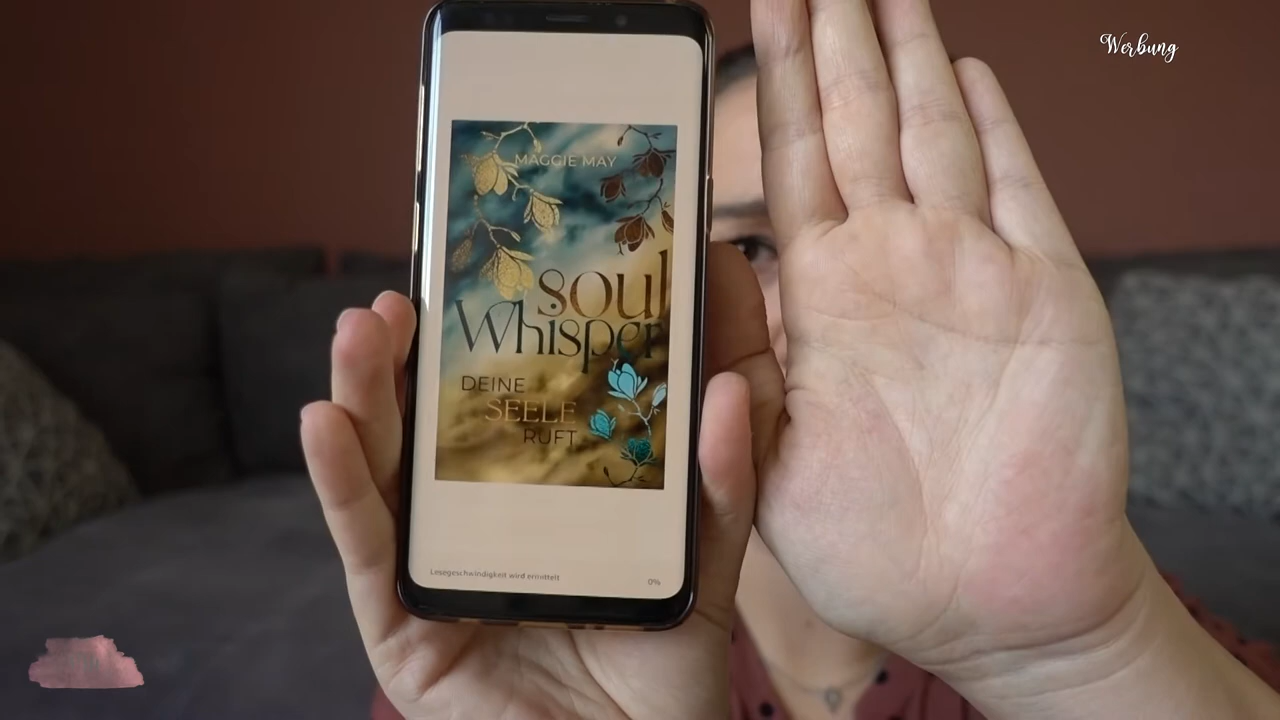 Werbung
MAGGIE MAY
soul
Whisper
DEINE
SEELE
RUFT
Lesegeschwindigkeit wird ermittelt
0%